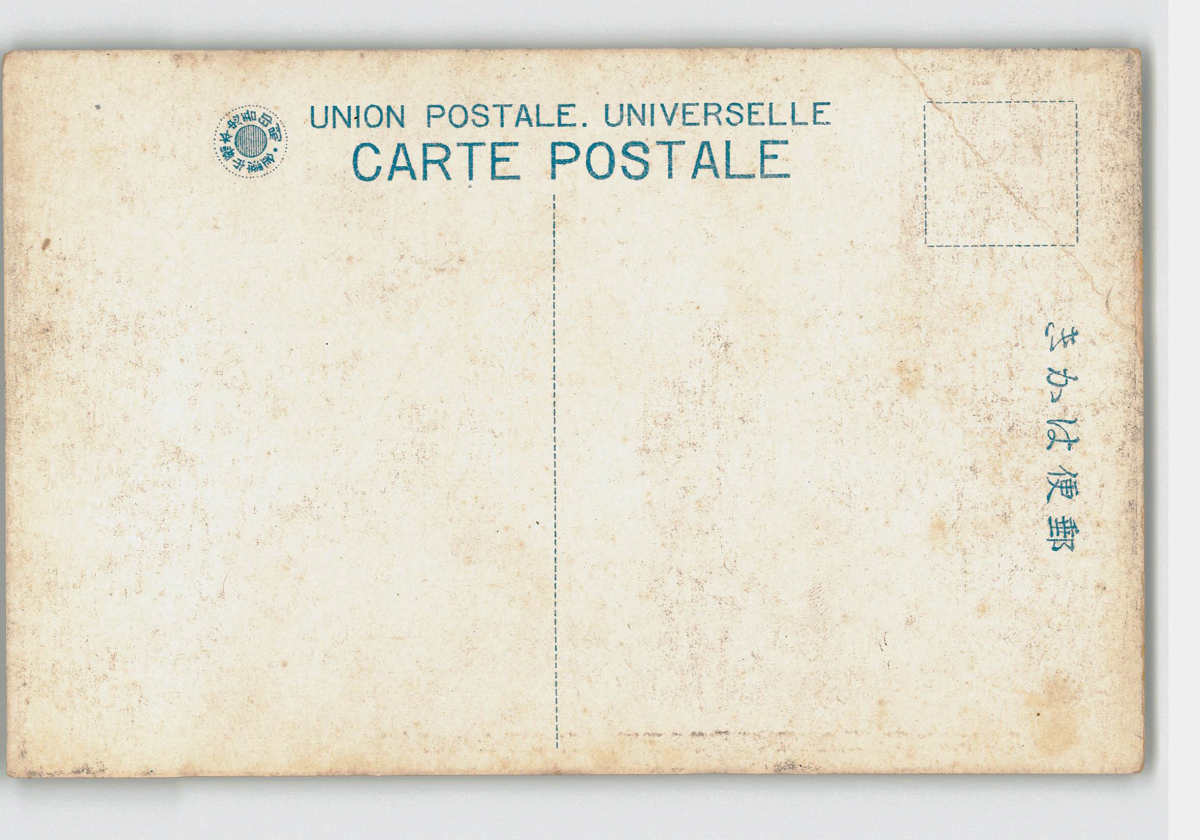 UNION POSTALE. UNIVERSELLE
CARTE POSTALE
郵便はかき